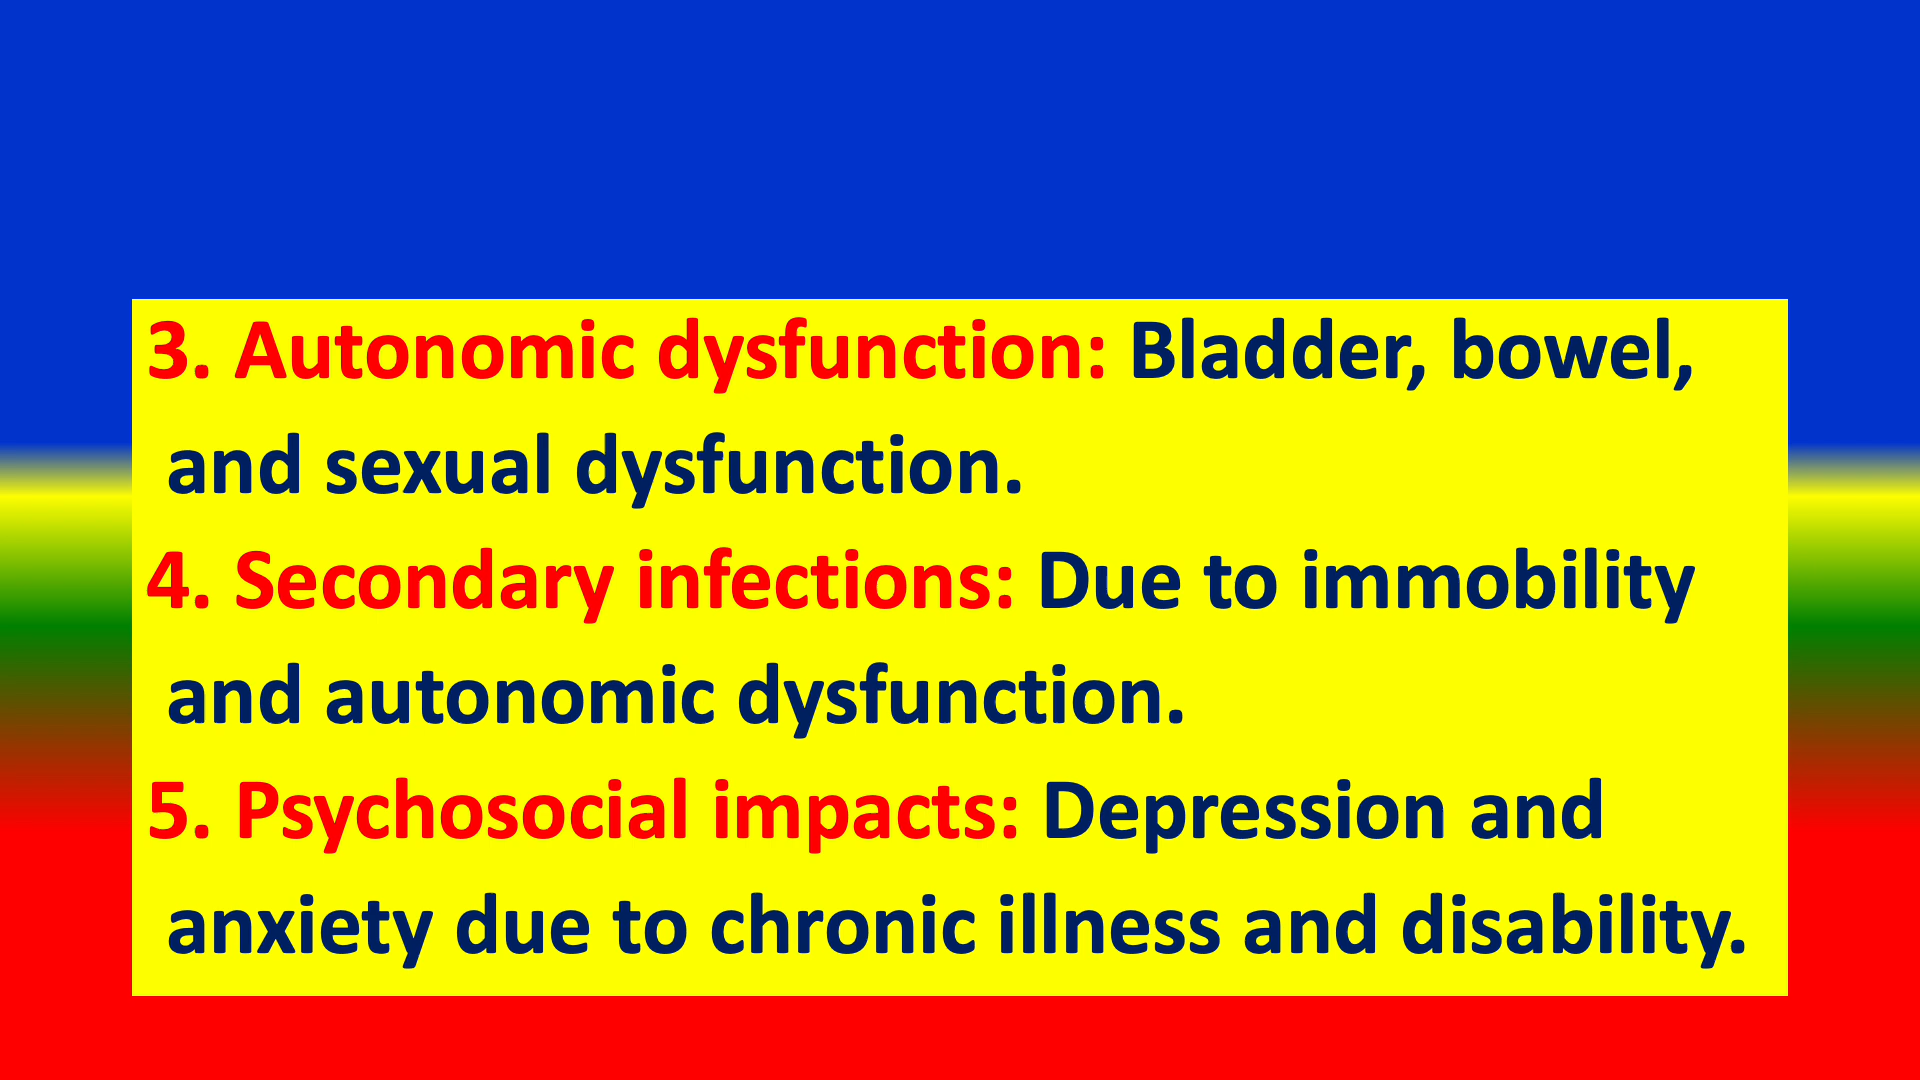 3. Autonomic dysfunction: Bladder, bowel,
and sexual dysfunction.
4. Secondary infections: Due to immobility
and autonomic dysfunction.
5. Psychosocial impacts: Depression and
anxiety due to chronic illness and disability.